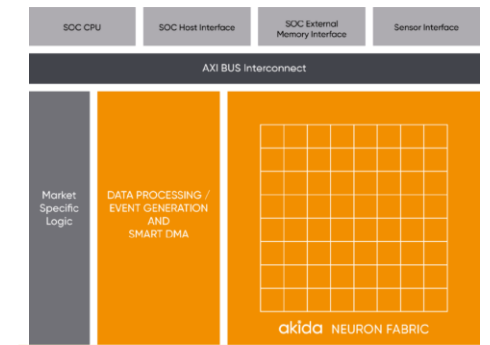 SOC CPU
SOC Host Interface
SOC External
Memory Interface
Sensor Interface
AXI BUS Interconnect
Market
Specific
Logic
DATA PROCESSING /
EVENT GENERATION
AND
SMART DMA
akida NEURON FABRIC